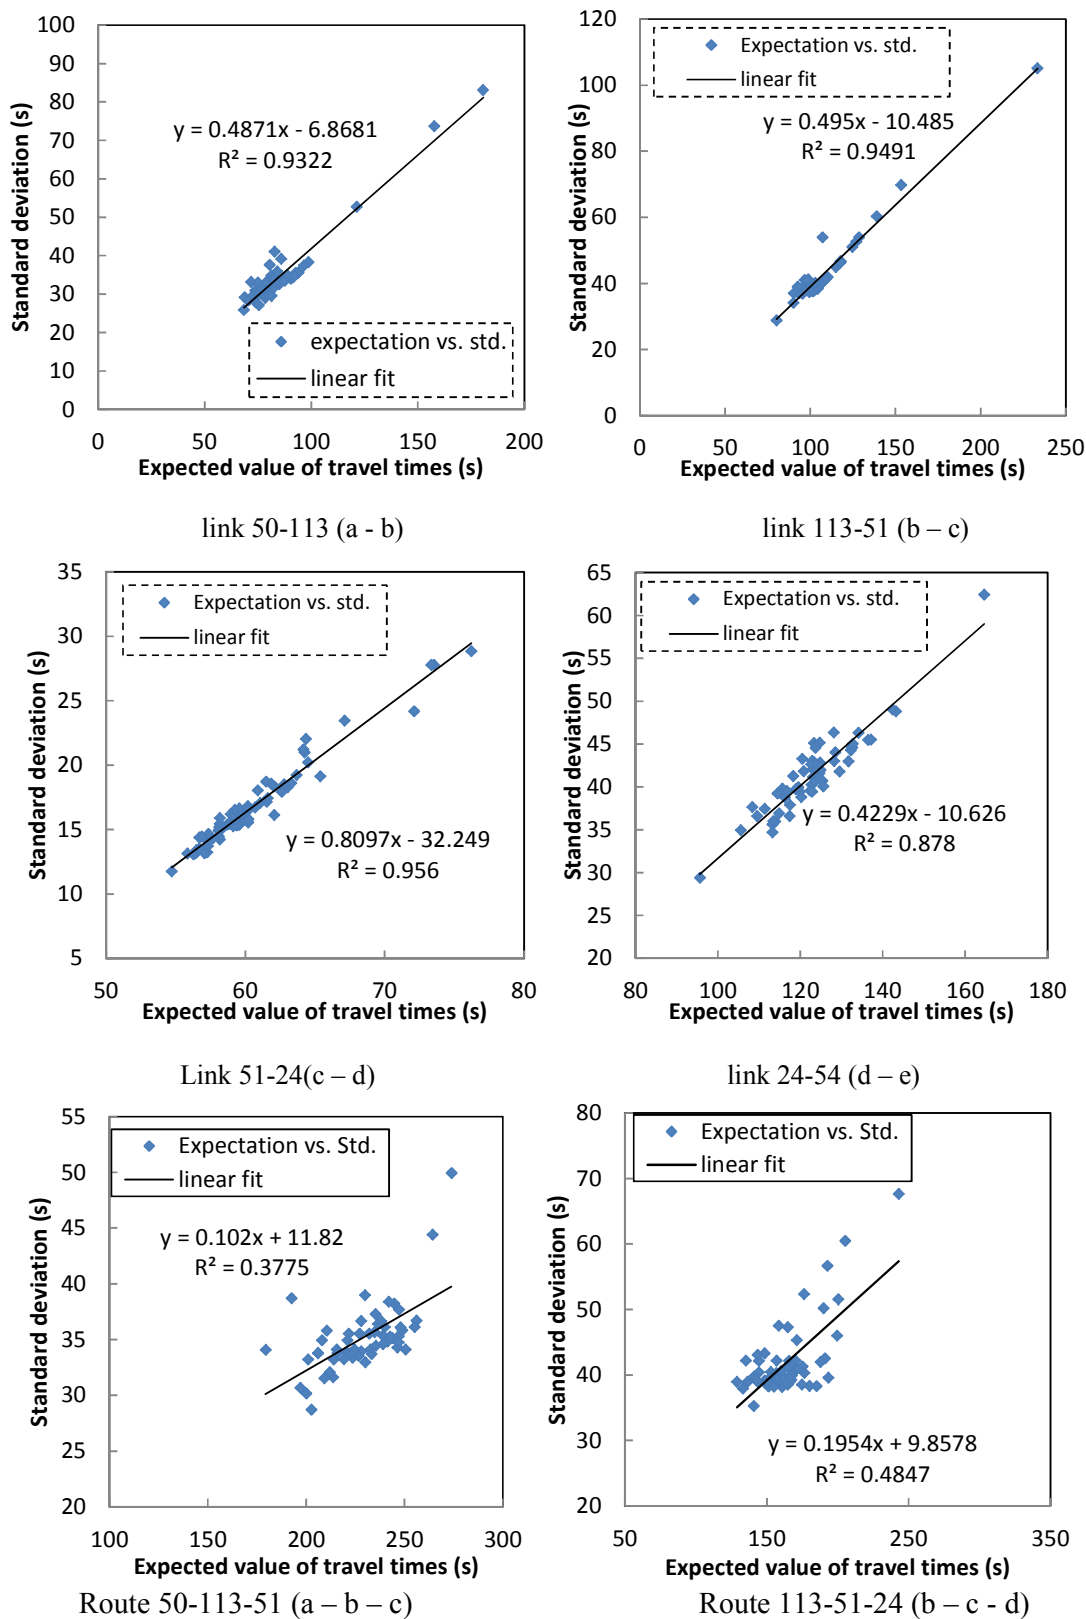 120
100
90
80
70
60
50
40
30
20
10
0
Standard deviation (s)
y = 0.4871x - 6.8681
R² = 0.9322
expectation vs. std.
linear fit
0 50 100 150 200
Expected value of travel times (s)
100
80
60
40
20
0
Standard deviation (s)
Expectation vs. std.
linear fit
y = 0.495x - 10.485
R² = 0.9491
0 50 100 150 200 250
Expected value of travel times (s)
link 50-113 (a - b)
link 113-51 (b – c)
35
30
25
20
15
10
5
Standard deviation (s)
Expectation vs. std.
linear fit
y = 0.8097x - 32.249
R² = 0.956
50 60 70 80
Expected value of travel times (s)
65
60
55
50
45
40
35
30
25
20
Standard deviation (s)
Expectation vs. std.
linear fit
y = 0.4229x - 10.626
R² = 0.878
80 100 120 140 160 180
Expected value of travel times (s)
Link 51-24(c – d)
link 24-54 (d – e)
55
50
45
40
35
30
25
20
Standard deviation (s)
Expectation vs. Std.
linear fit
y = 0.102x + 11.82
R² = 0.3775
100 150 200 250 300
Expected value of travel times (s)
80
70
60
50
40
30
20
Standard deviation (s)
Expectation vs. Std.
linear fit
y = 0.1954x + 9.8578
R² = 0.4847
50 150 250 350
Expected value of travel times (s)
Route 50-113-51 (a – b – c)
Route 113-51-24 (b – c - d)